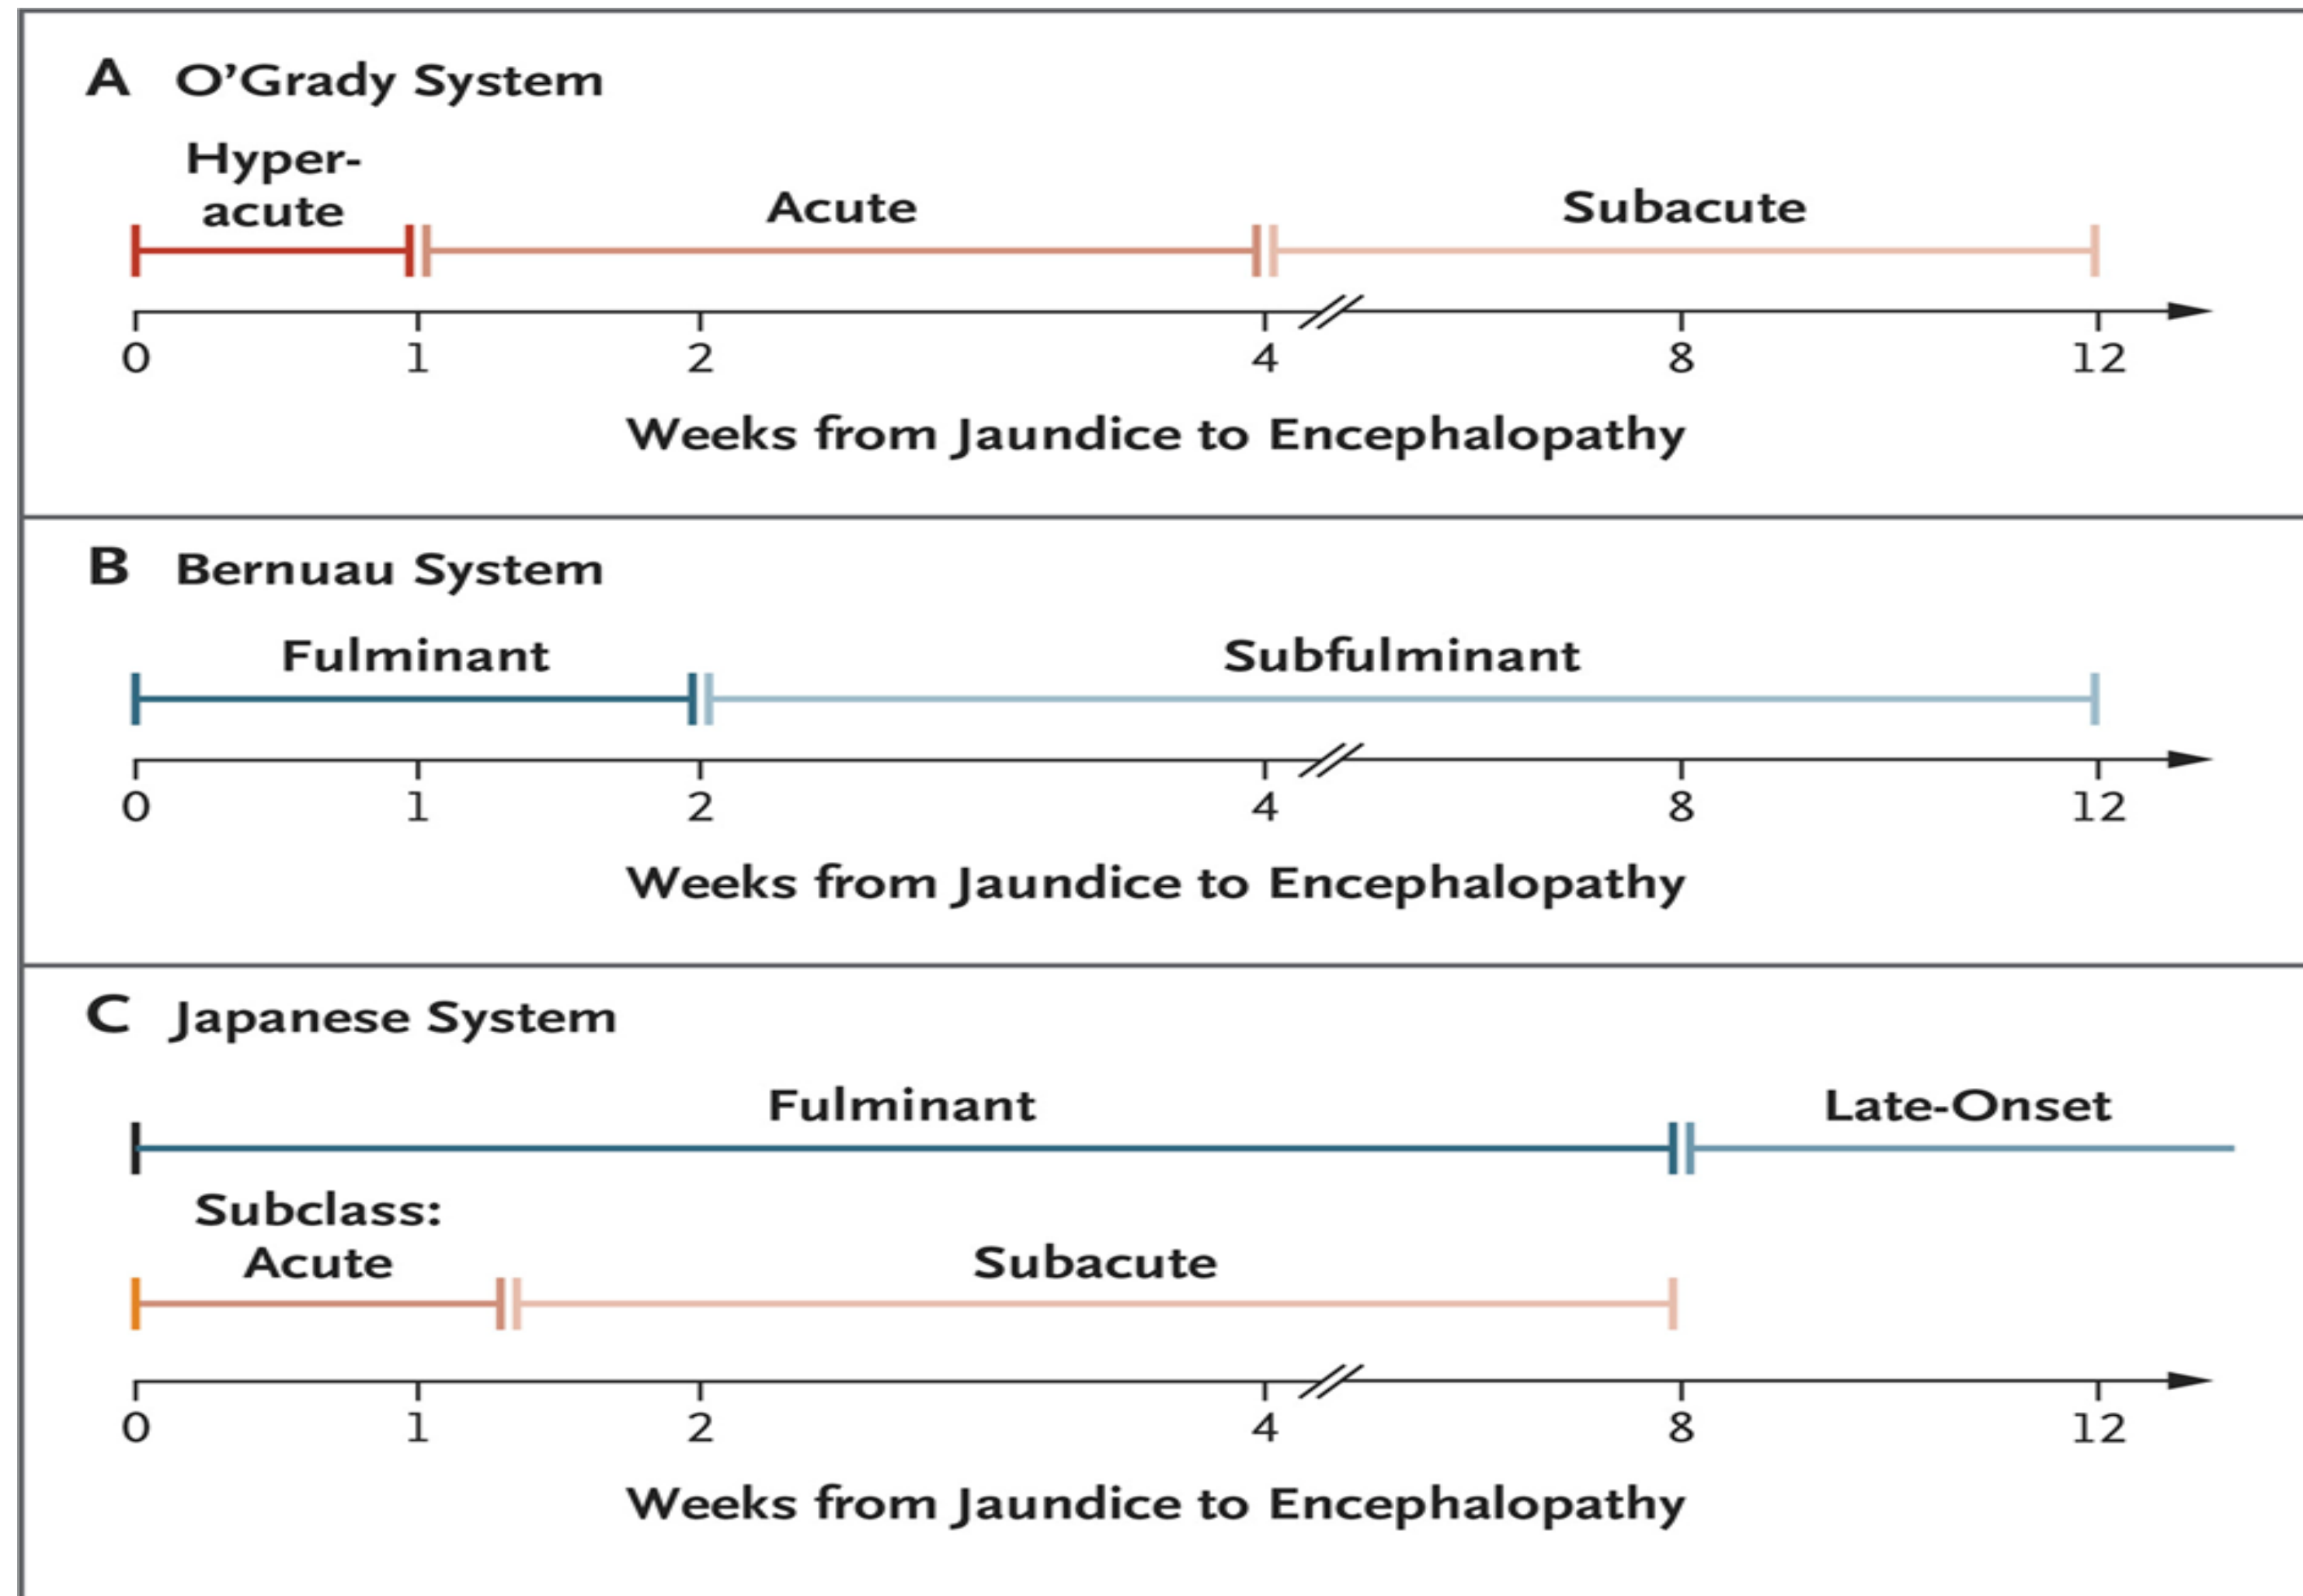 A O’Grady System
Hyper-
acute
Acute
Subacute
0 1 2 4 8 12
Weeks from Jaundice to Encephalopathy
B Bernuau System
Fulminant
Subfulminant
0 1 2 4 8 12
Weeks from Jaundice to Encephalopathy
C Japanese System
Fulminant
Late-Onset
Subclass:
Acute
Subacute
0 1 2 4 8 12
Weeks from Jaundice to Encephalopathy